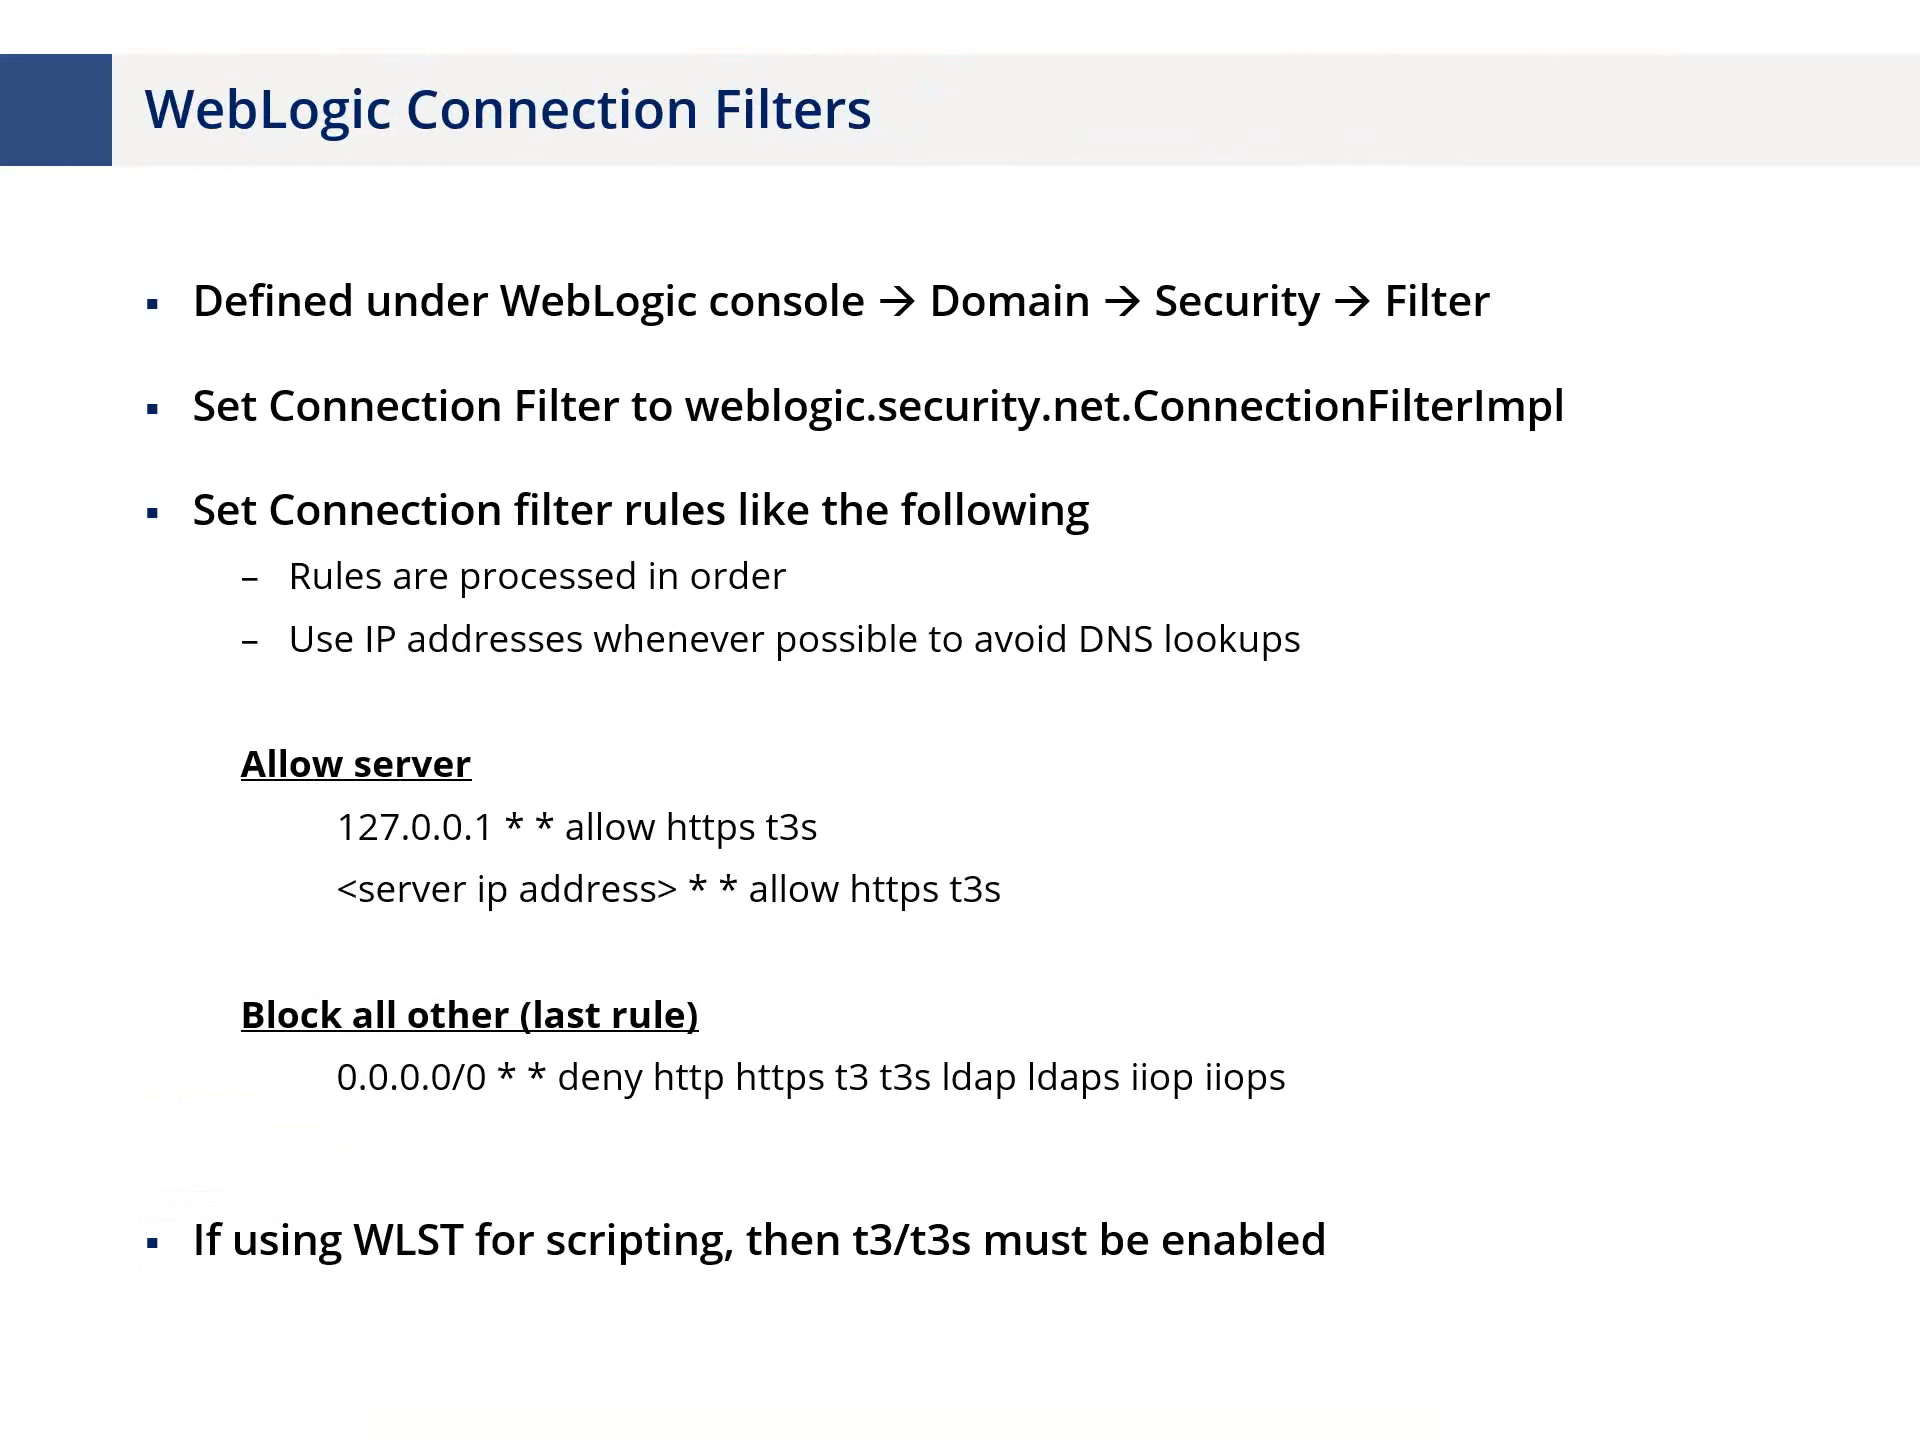 WebLogic Connection Filters
▪ Defined under WebLogic console → Domain → Security → Filter
▪ Set Connection Filter to weblogic.security.net.ConnectionFilterImpl
▪ Set Connection filter rules like the following
– Rules are processed in order
– Use IP addresses whenever possible to avoid DNS lookups
Allow server
127.0.0.1 * * allow https t3s
<server ip address> * * allow https t3s
Block all other (last rule)
0.0.0.0/0 * * deny http https t3 t3s ldap ldaps iiop iiops
▪ If using WLST for scripting, then t3/t3s must be enabled